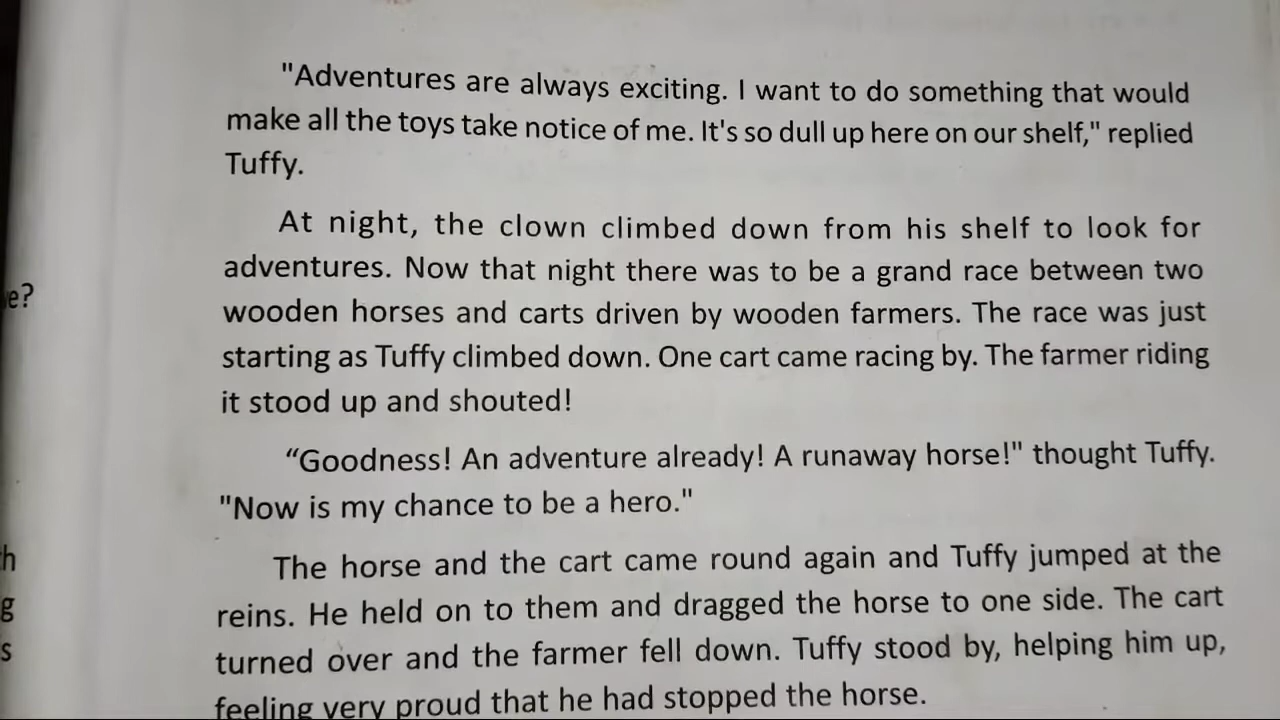 "Adventures are always exciting. I want to do something that would
make all the toys take notice of me. It's so dull up here on our shelf," replied
Tuffy.
At night, the clown climbed down from his shelf to look for
adventures. Now that night there was to be a grand race between two
wooden horses and carts driven by wooden farmers. The race was just
starting as Tuffy climbed down. One cart came racing by. The farmer riding
it stood up and shouted!
“Goodness! An adventure already! A runaway horse!" thought Tuffy.
"Now is my chance to be a hero."
The horse and the cart came round again and Tuffy jumped at the
reins. He held on to them and dragged the horse to one side. The cart
turned over and the farmer fell down. Tuffy stood by, helping him up,
feeling very proud that he had stopped the horse.